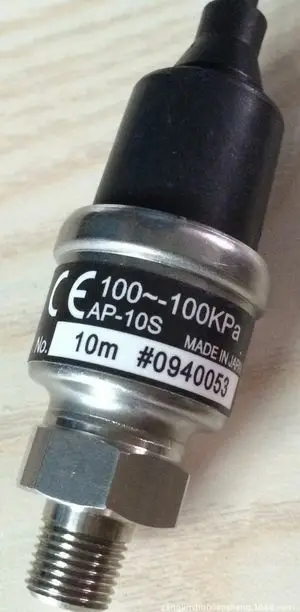 CE 100~-100KPa
AP-10S
MADE IN JAPAN
No. 10m #0940053